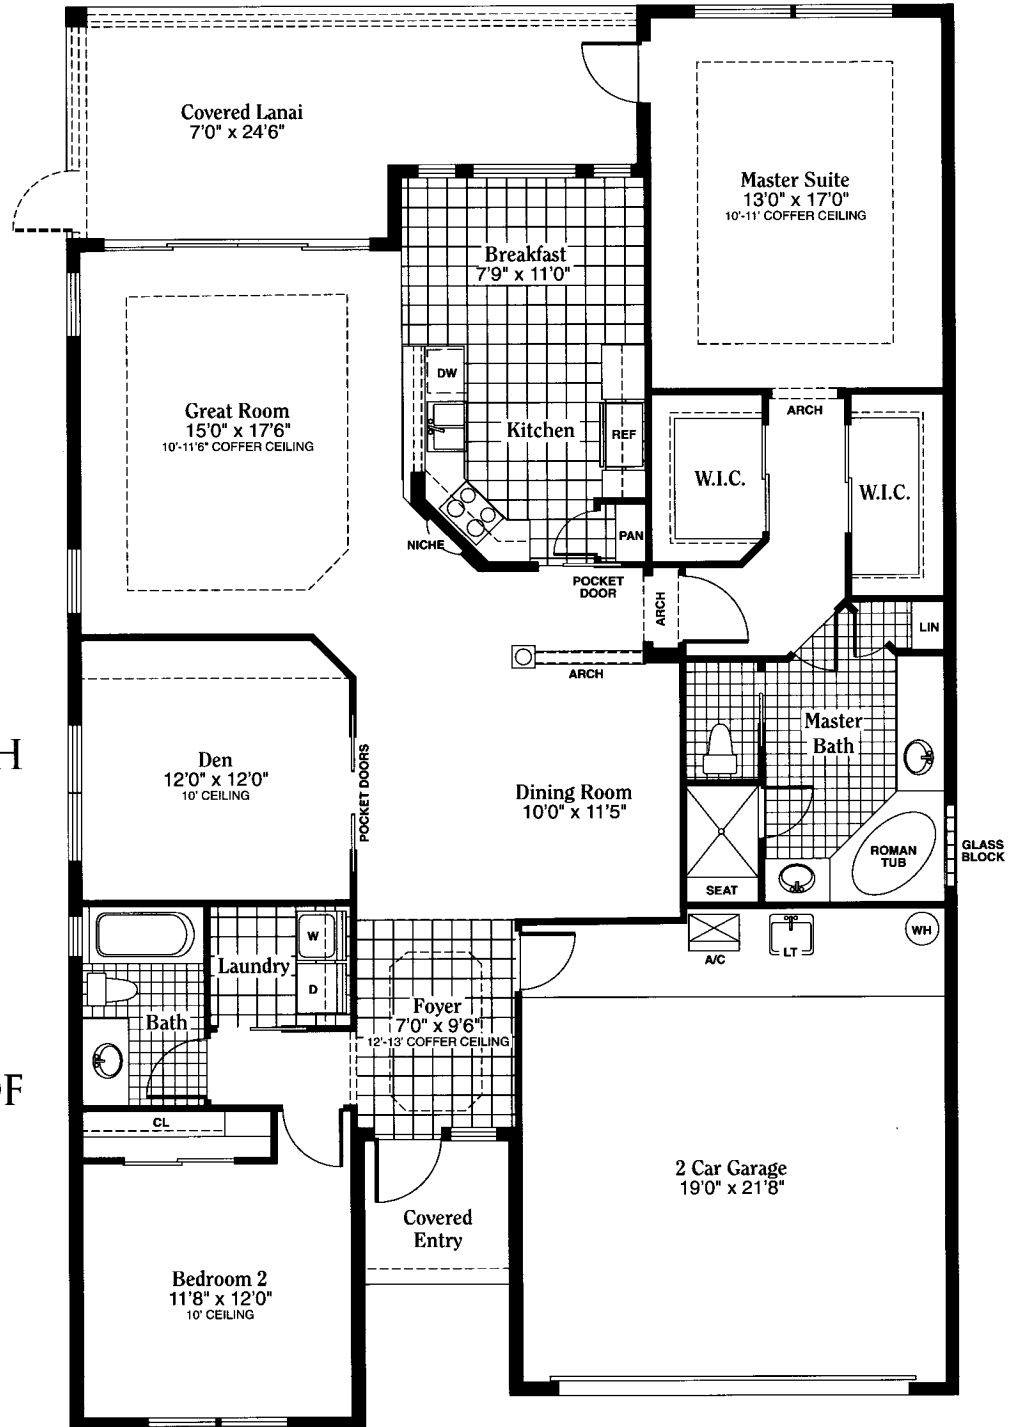 Covered Lanai
7'0" x 24'6"
Master Suite
13'0" x 17'0"
10'-11' COFFER CEILING
Breakfast
7'9" x 11'0"
DW
Great Room
15'0" x 17'6"
10'-11'6" COFFER CEILING
Kitchen
REF
ARCH
W.I.C.
W.I.C.
NICHE
PAN
POCKET
DOOR
ARCH
LIN
ARCH
H
Den
12'0" x 12'0"
10' CEILING
POCKET DOORS
Dining Room
10'0" x 11'5"
Master
Bath
ROMAN
TUB
GLASS
BLOCK
SEAT
W
Laundry
D
A/C
LT
WH
Bath
Foyer
7'0" x 9'6"
12'-13' COFFER CEILING
OF
CL
2 Car Garage
19'0" x 21'8"
Covered
Entry
Bedroom 2
11'8" x 12'0"
10' CEILING